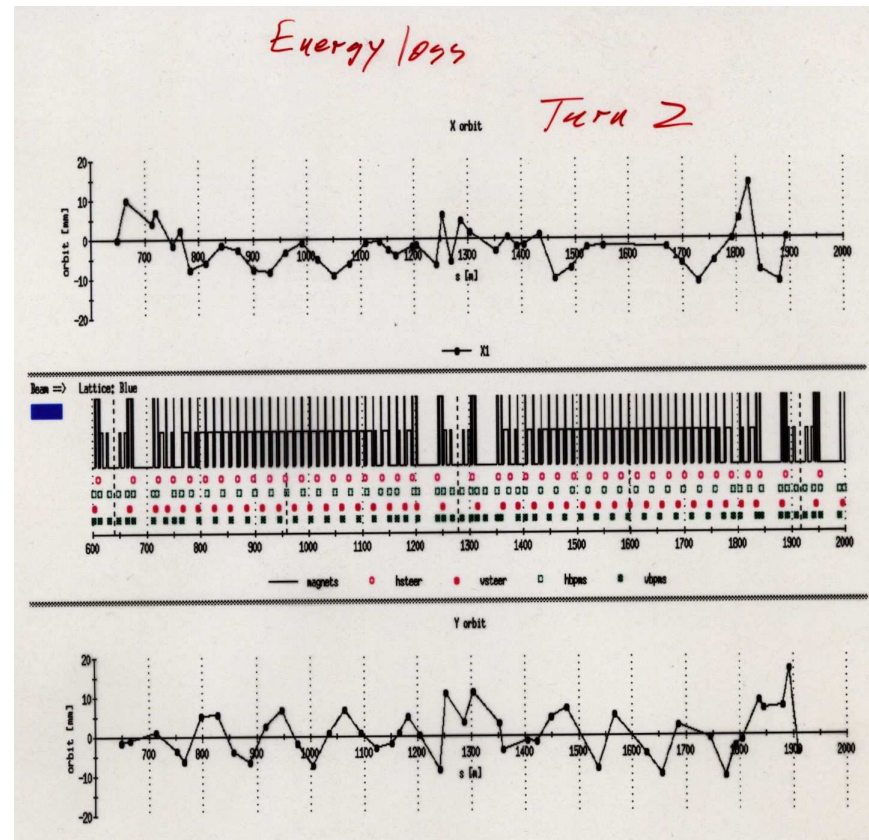 Energy loss
Turn 2
X orbit
20
10
0
-10
-20
orbit [mm]
700 800 900 1000 1100 1200 1300 1400 1500 1600 1700 1800 1900 2000
s [m]
X1
Beam =>
Lattice: Blue
600 700 800 900 1000 1100 1200 1300 1400 1500 1600 1700 1800 1900 2000
magnets hsteer vsteer hbpms vbpms
Y orbit
20
10
0
-10
-20
orbit [mm]
700 800 900 1000 1100 1200 1300 1400 1500 1600 1700 1800 1900 2000
s [m]